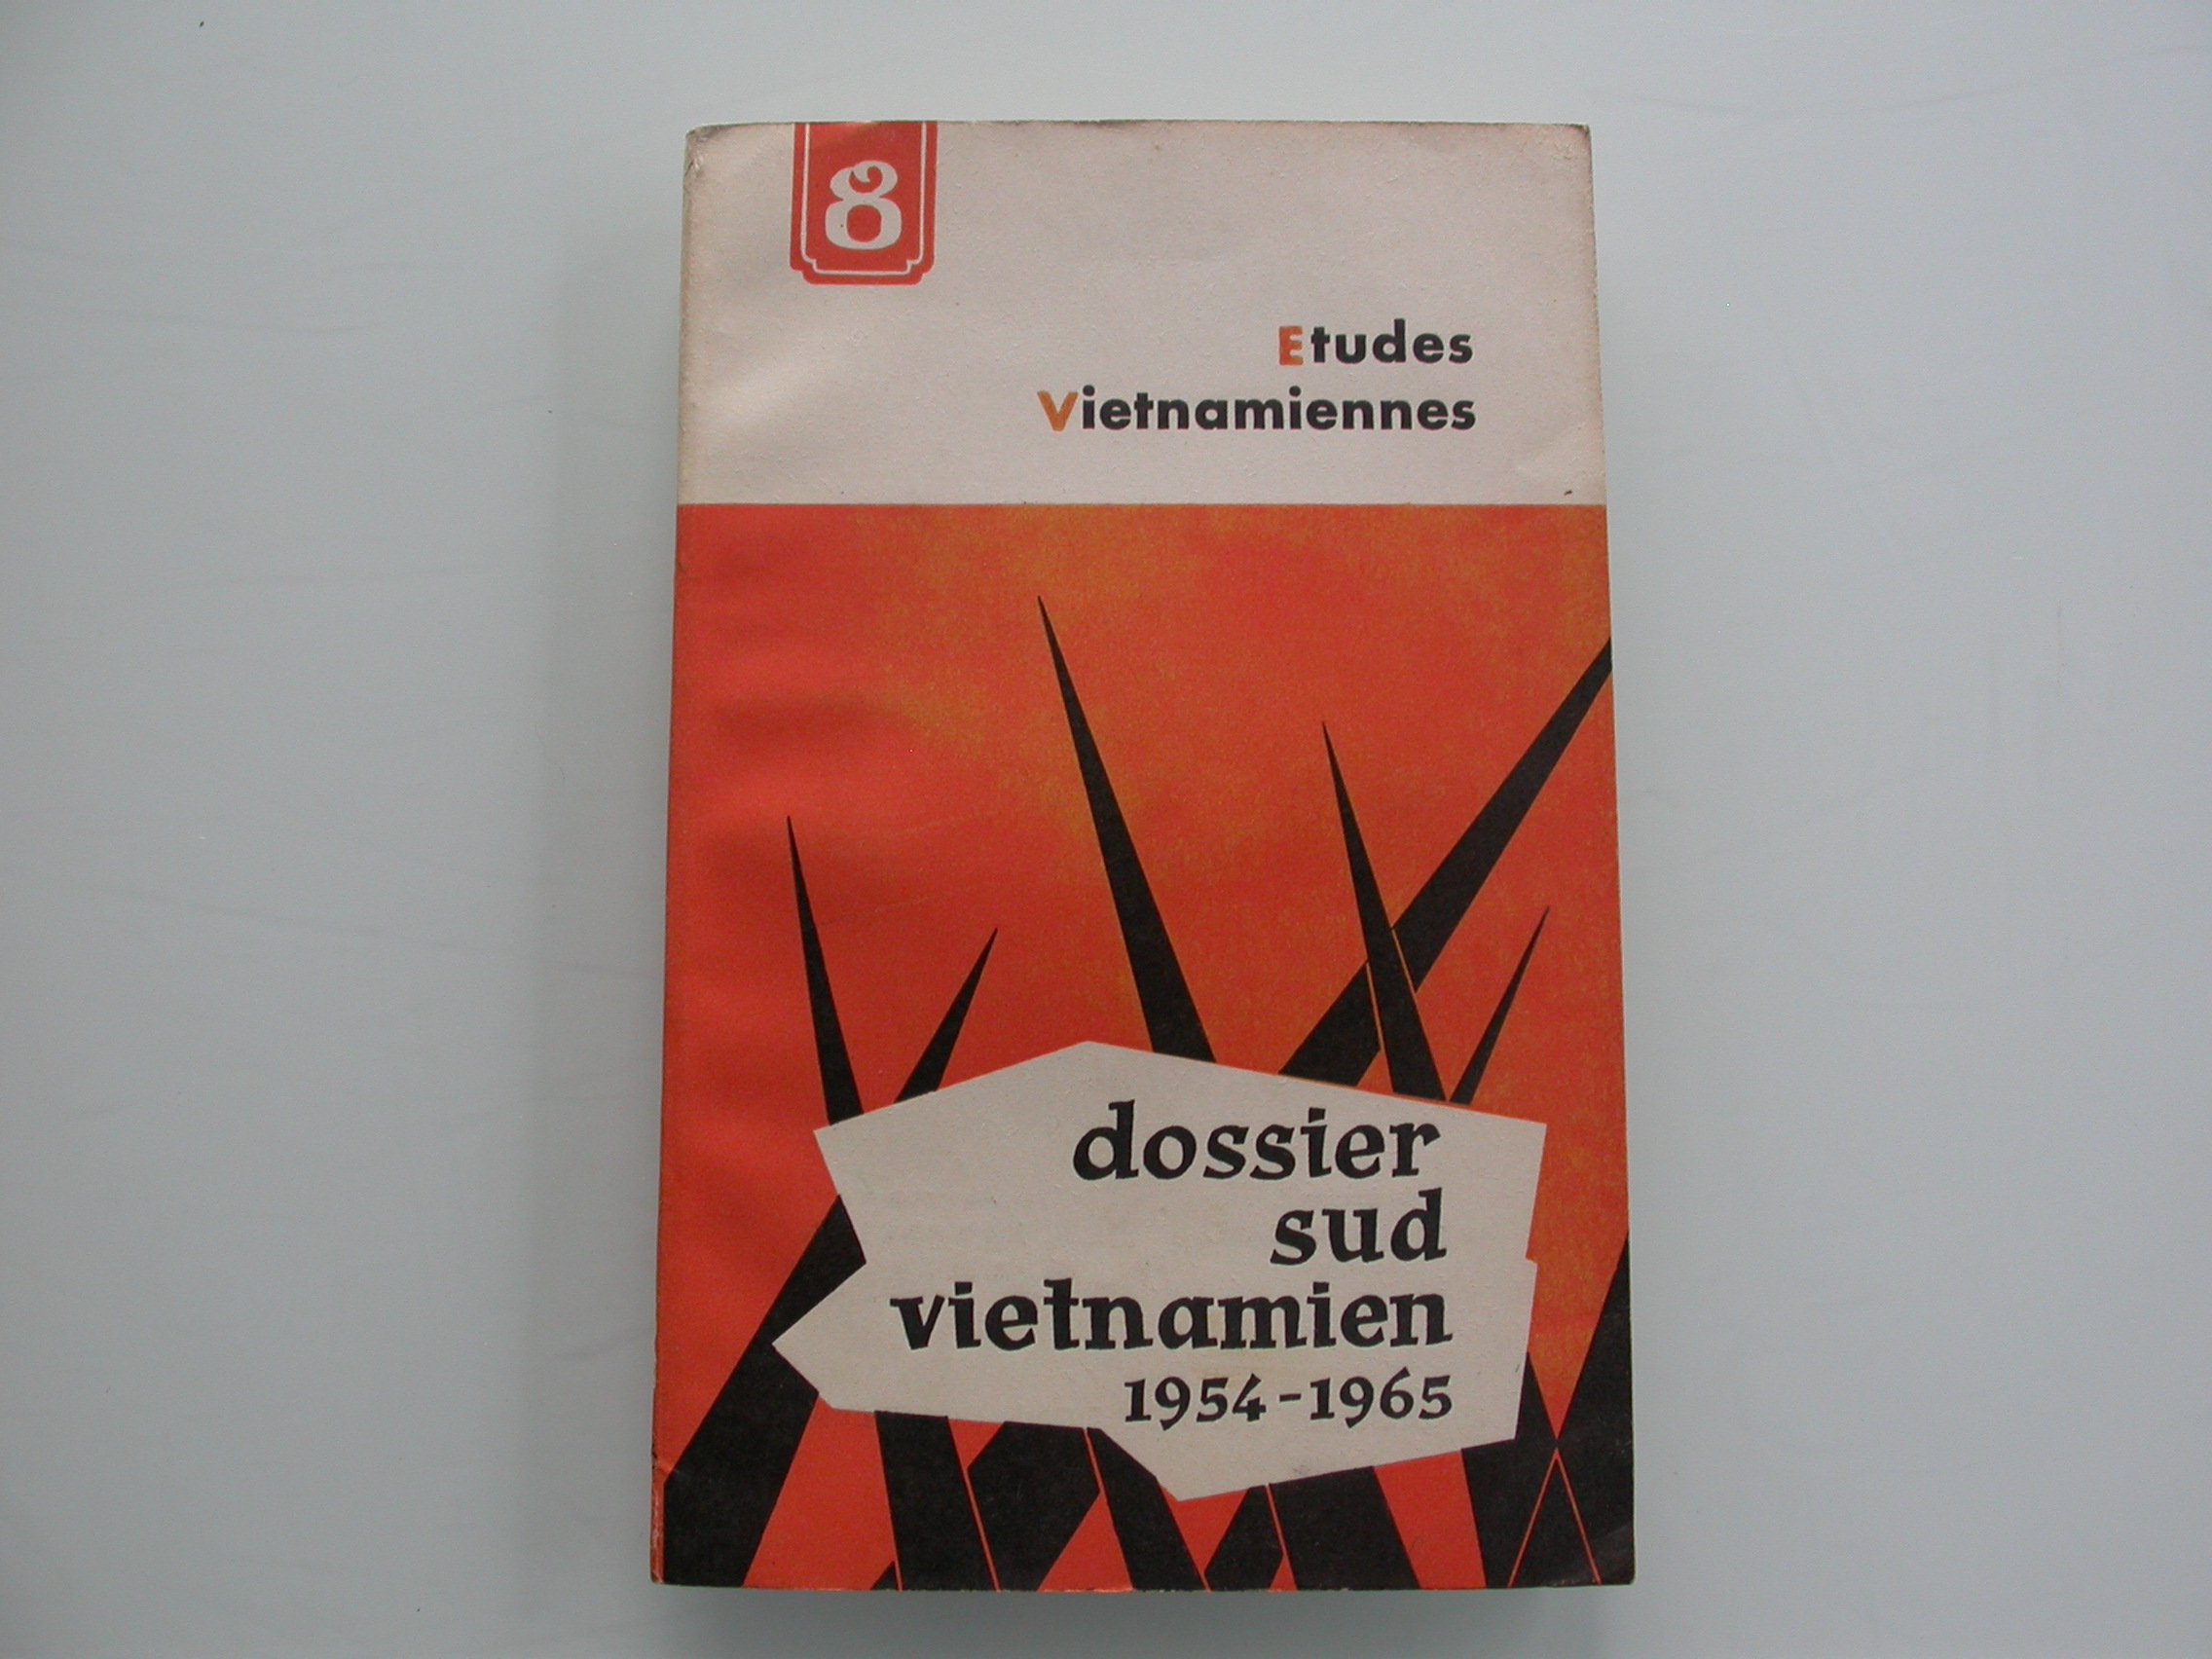 8
Etudes
Vietnamiennes
dossier
sud
vietnamien
1954-1965